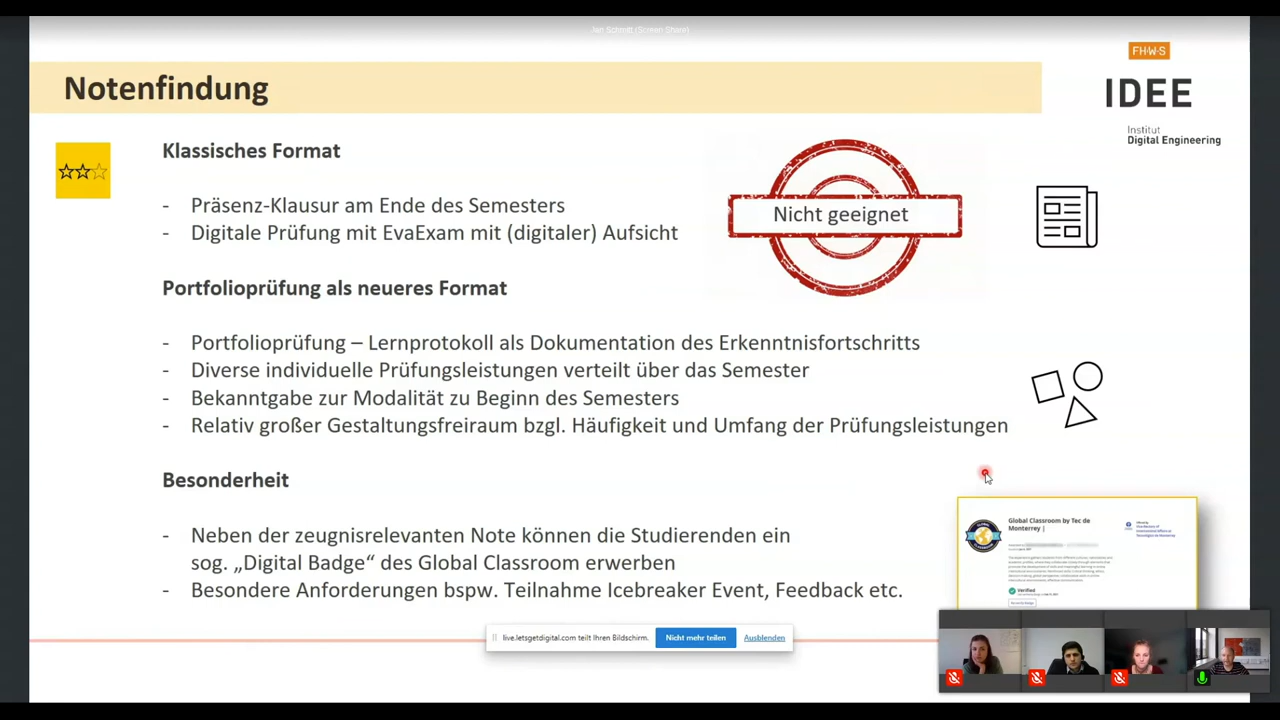 Jan Schmitt (Screen Share)
FH-W-S
Notenfindung
IDEE
Institut
Digital Engineering
Klassisches Format
- Präsenz-Klausur am Ende des Semesters
- Digitale Prüfung mit EvaExam mit (digitaler) Aufsicht
Nicht geeignet
Portfolioprüfung als neueres Format
- Portfolioprüfung – Lernprotokoll als Dokumentation des Erkenntnisfortschritts
- Diverse individuelle Prüfungsleistungen verteilt über das Semester
- Bekanntgabe zur Modalität zu Beginn des Semesters
- Relativ großer Gestaltungsfreiraum bzgl. Häufigkeit und Umfang der Prüfungsleistungen
Besonderheit
- Neben der zeugnisrelevanten Note können die Studierenden ein
sog. „Digital Badge“ des Global Classroom erwerben
- Besondere Anforderungen bspw. Teilnahme Icebreaker Event, Feedback etc.
Global Classroom by Tec de
Monterrey |
Verified
live.letsgetdigital.com teilt Ihren Bildschirm.
Nicht mehr teilen
Ausblenden